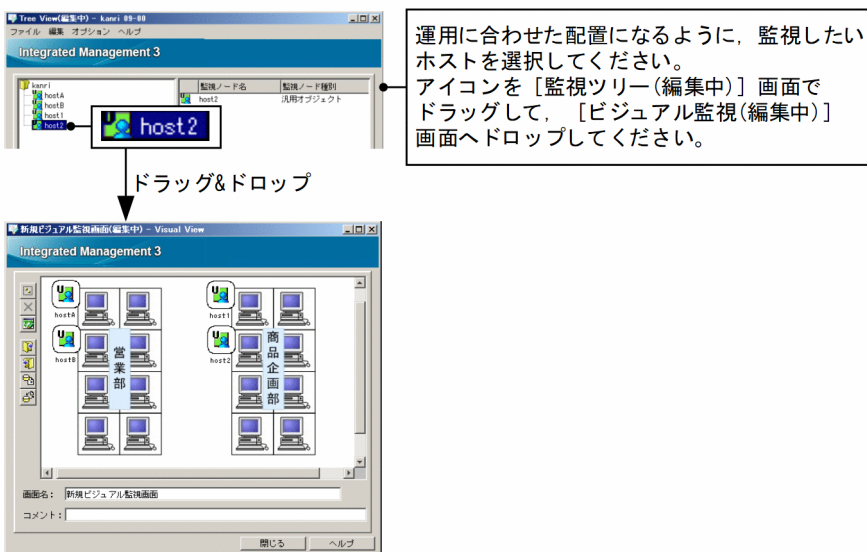 Tree View(編集中) - kanri 09-00
ファイル 編集 オプション ヘルプ
Integrated Management 3
kanri
hostA
hostB
host1
host2
監視ノード名 監視ノード種別
host2 汎用オブジェクト
host2
運用に合わせた配置になるように，監視したい
ホストを選択してください。
アイコンを［監視ツリー(編集中)］画面で
ドラッグして，［ビジュアル監視(編集中)］
画面へドロップしてください。
ドラッグ&ドロップ
新規ビジュアル監視画面(編集中) - Visual View
Integrated Management 3
hostA
hostB
営業部
host1
host2
商品企画部
画面名： 新規ビジュアル監視画面
コメント：
閉じる ヘルプ